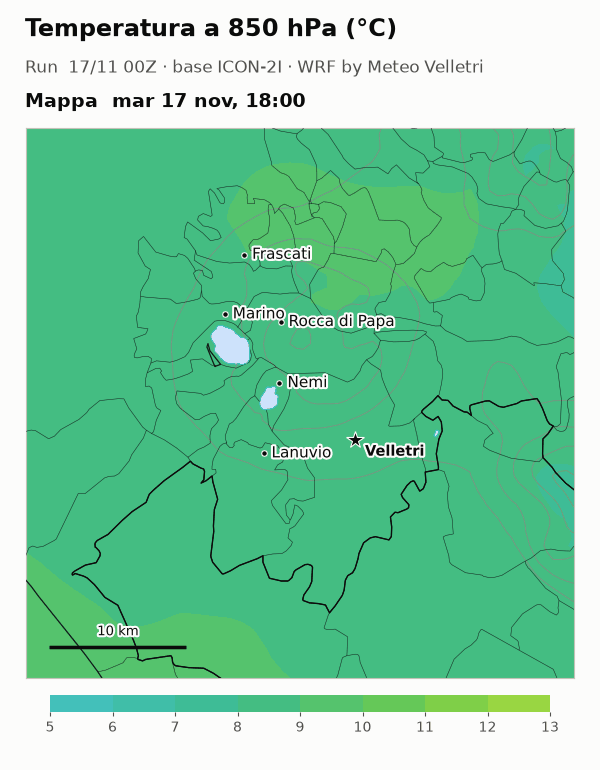 Temperatura a 850 hPa (°C)
Run  17/11 00Z · base ICON-2I · WRF by Meteo Velletri
Mappa  mar 17 nov, 18:00
Frascati
Marino
Rocca di Papa
Nemi
Velletri
Lanuvio
10 km
5 6 7 8 9 10 11 12 13